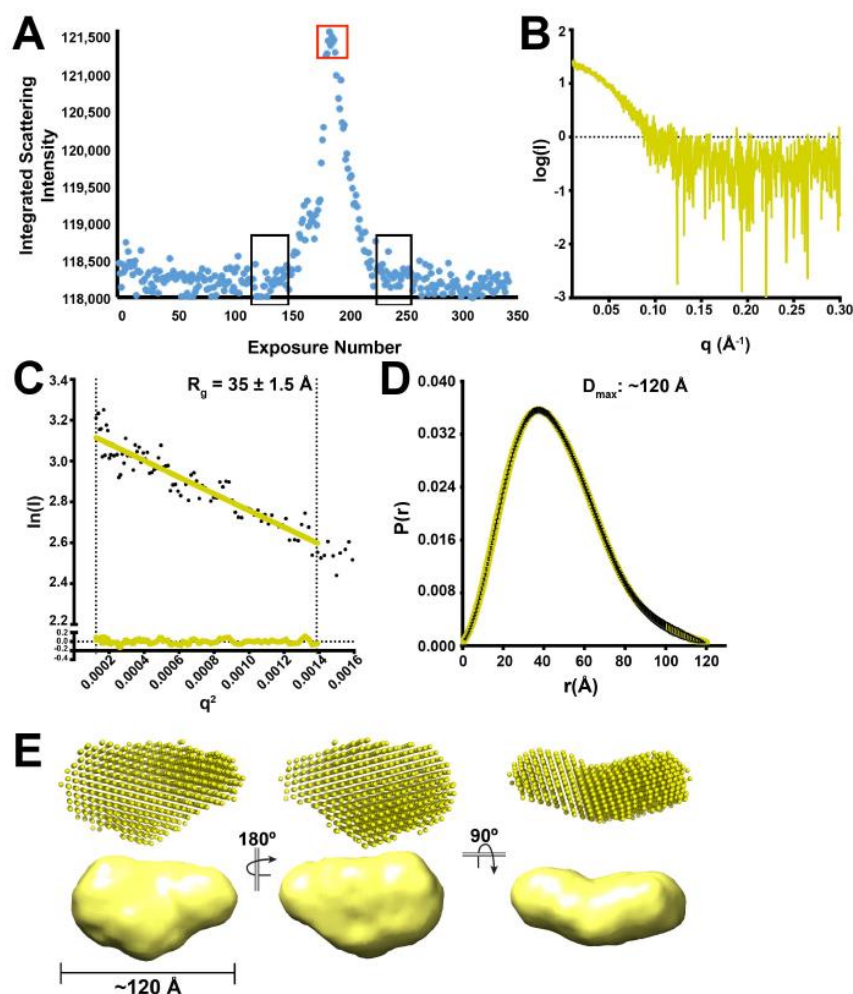 A
Integrated Scattering
Intensity
121,500
121,000
120,500
120,000
119,500
119,000
118,500
118,000
0 50 100 150 200 250 300 350
Exposure Number
B
log(I)
2
1
0
-1
-2
-3
0.05 0.10 0.15 0.20 0.25 0.30
q (Å⁻¹)
C
Rg = 35 ± 1.5 Å
ln(I)
3.4
3.2
3.0
2.8
2.6
2.4
2.2
0.2
0.0
-0.2
-0.4
0.0002 0.0004 0.0006 0.0008 0.0010 0.0012 0.0014 0.0016
q²
D
Dmax: ~120 Å
P(r)
0.040
0.032
0.024
0.016
0.008
0.000
0 20 40 60 80 100 120
r(Å)
E
180º
90º
~120 Å